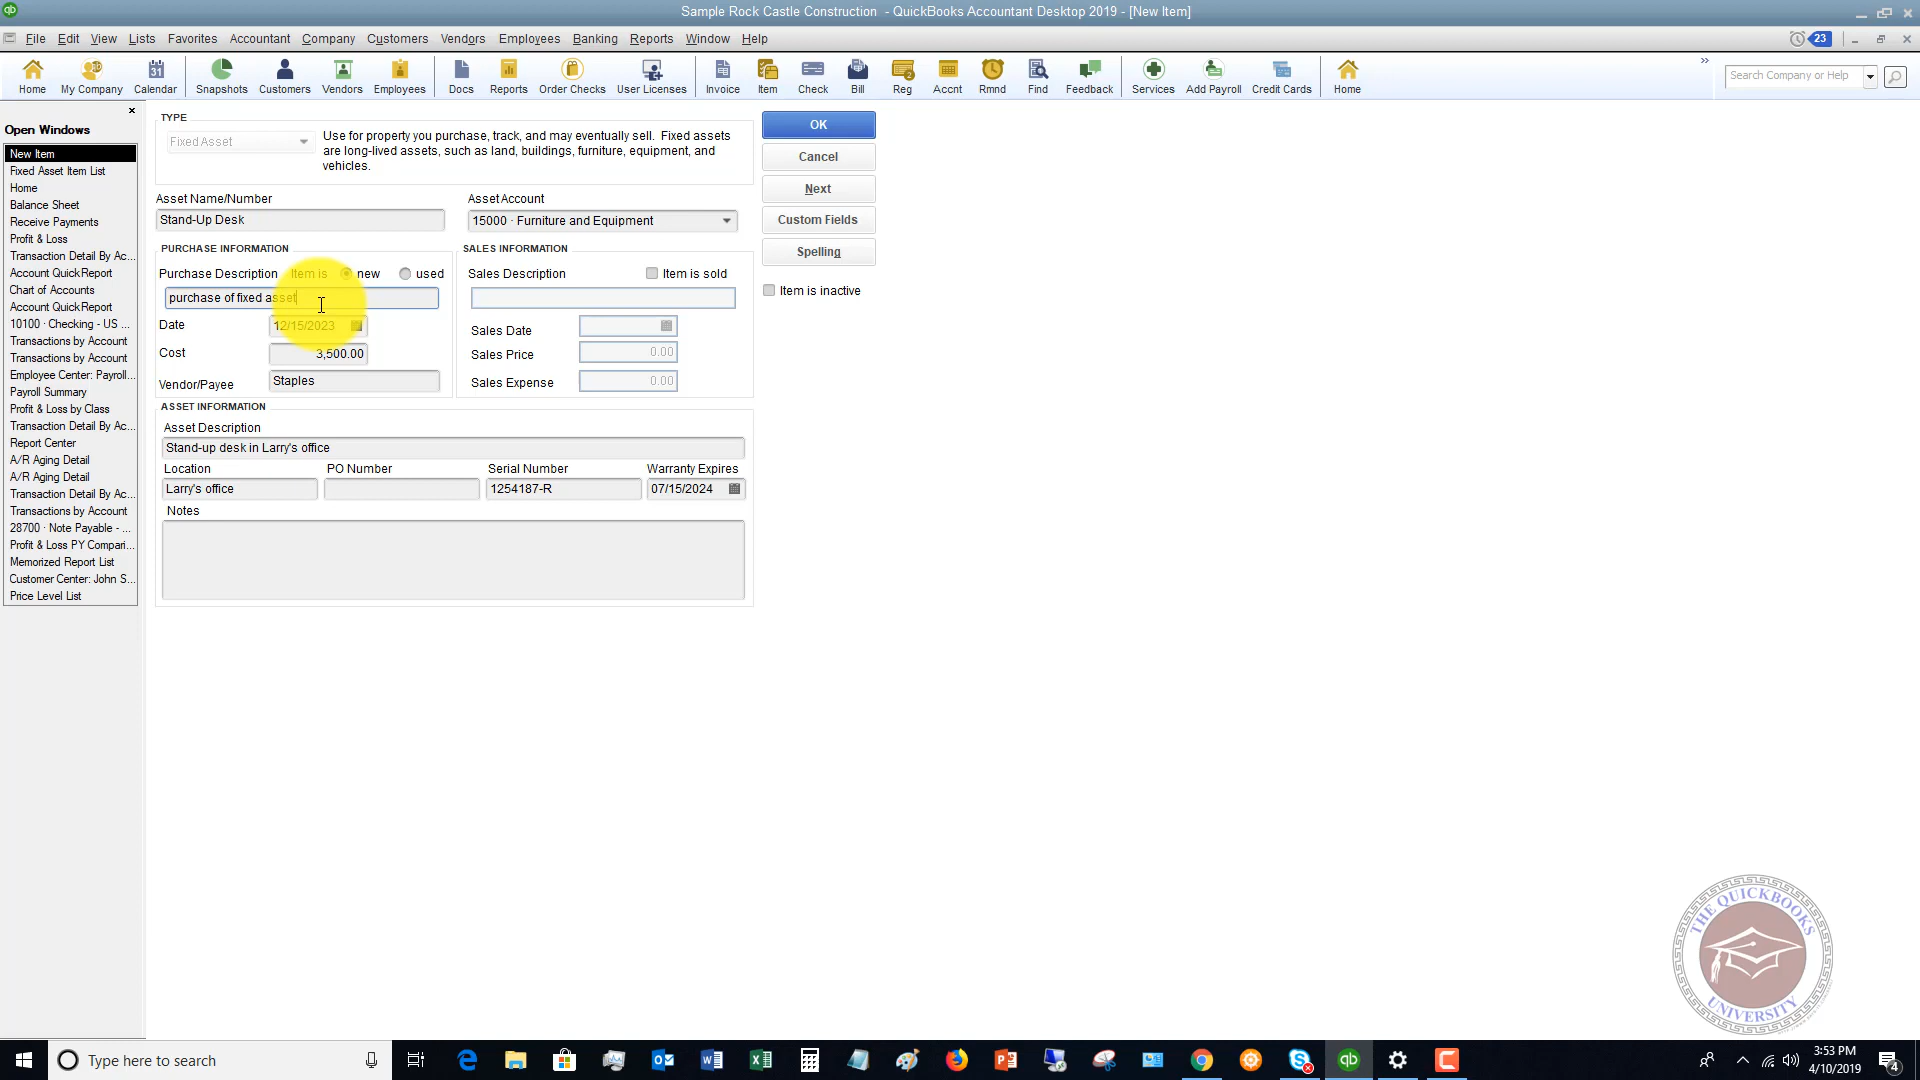 Sample Rock Castle Construction - QuickBooks Accountant Desktop 2019 - [New Item]
File Edit View Lists Favorites Accountant Company Customers Vendors Employees Banking Reports Window Help
23
Home My Company Calendar Snapshots Customers Vendors Employees Docs Reports Order Checks User Licenses Invoice Item Check Bill Reg Accnt Rmnd Find Feedback Services Add Payroll Credit Cards Home
31
Search Company or Help
Open Windows
New Item
Fixed Asset Item List
Home
Balance Sheet
Receive Payments
Profit & Loss
Transaction Detail By Ac...
Account QuickReport
Chart of Accounts
Account QuickReport
10100 · Checking - US ...
Transactions by Account
Transactions by Account
Employee Center: Payroll...
Payroll Summary
Profit & Loss by Class
Transaction Detail By Ac...
Report Center
A/R Aging Detail
A/R Aging Detail
Transaction Detail By Ac...
Transactions by Account
28700 · Note Payable - ...
Profit & Loss PY Compari...
Memorized Report List
Customer Center: John S...
Price Level List
TYPE
Fixed Asset
Use for property you purchase, track, and may eventually sell. Fixed assets
are long-lived assets, such as land, buildings, furniture, equipment, and
vehicles.
Asset Name/Number
Stand-Up Desk
Asset Account
15000 · Furniture and Equipment
PURCHASE INFORMATION
Purchase Description Item is new used
purchase of fixed asset
Date 12/15/2023
Cost 3,500.00
Vendor/Payee Staples
SALES INFORMATION
Sales Description Item is sold
Sales Date
Sales Price 0.00
Sales Expense 0.00
ASSET INFORMATION
Asset Description
Stand-up desk in Larry's office
Location PO Number Serial Number Warranty Expires
Larry's office 1254187-R 07/15/2024
Notes
OK
Cancel
Next
Custom Fields
Spelling
Item is inactive
THE QUICKBOOKS
UNIVERSITY
Type here to search
3:53 PM
4/10/2019
4